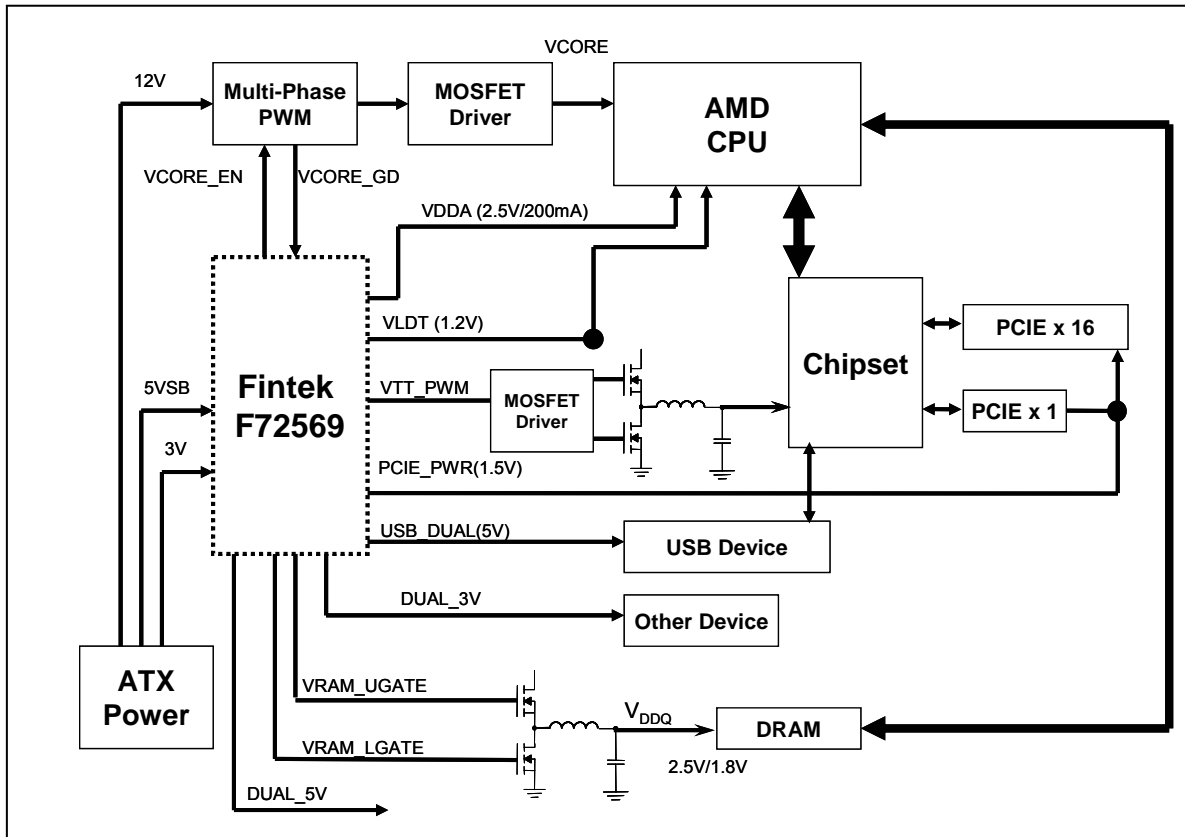 VCORE
12V
Multi-Phase
PWM
MOSFET
Driver
AMD
CPU
VCORE_EN
VCORE_GD
VDDA (2.5V/200mA)
VLDT (1.2V)
PCIE x 16
Chipset
Fintek
F72569
5VSB
VTT_PWM
MOSFET
Driver
PCIE x 1
3V
PCIE_PWR(1.5V)
USB_DUAL(5V)
USB Device
DUAL_3V
Other Device
ATX
Power
VRAM_UGATE
VDDQ
DRAM
VRAM_LGATE
2.5V/1.8V
DUAL_5V